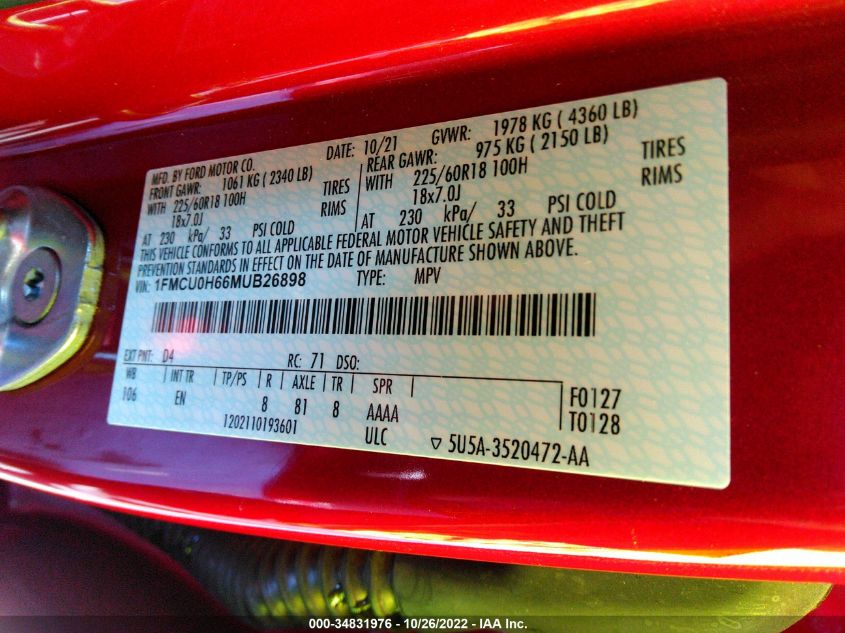 MFD. BY FORD MOTOR CO. DATE: 10/21 GVWR: 1978 KG ( 4360 LB)
FRONT GAWR: 1061 KG ( 2340 LB) REAR GAWR: 975 KG ( 2150 LB)
WITH 225/60R18 100H TIRES WITH 225/60R18 100H TIRES
18x7.0J RIMS 18x7.0J RIMS
AT 230 kPa/ 33 PSI COLD AT 230 kPa/ 33 PSI COLD
THIS VEHICLE CONFORMS TO ALL APPLICABLE FEDERAL MOTOR VEHICLE SAFETY AND THEFT
PREVENTION STANDARDS IN EFFECT ON THE DATE OF MANUFACTURE SHOWN ABOVE.
VIN: 1FMCU0H66MUB26898 TYPE: MPV
EXT PNT: D4 RC: 71 DSO:
WB INT TR TP/PS R AXLE TR SPR F0127
106 EN 8 81 8 AAAA T0128
1202110193601 ULC 5U5A-3520472-AA
000-34831976 - 10/26/2022 - IAA Inc.